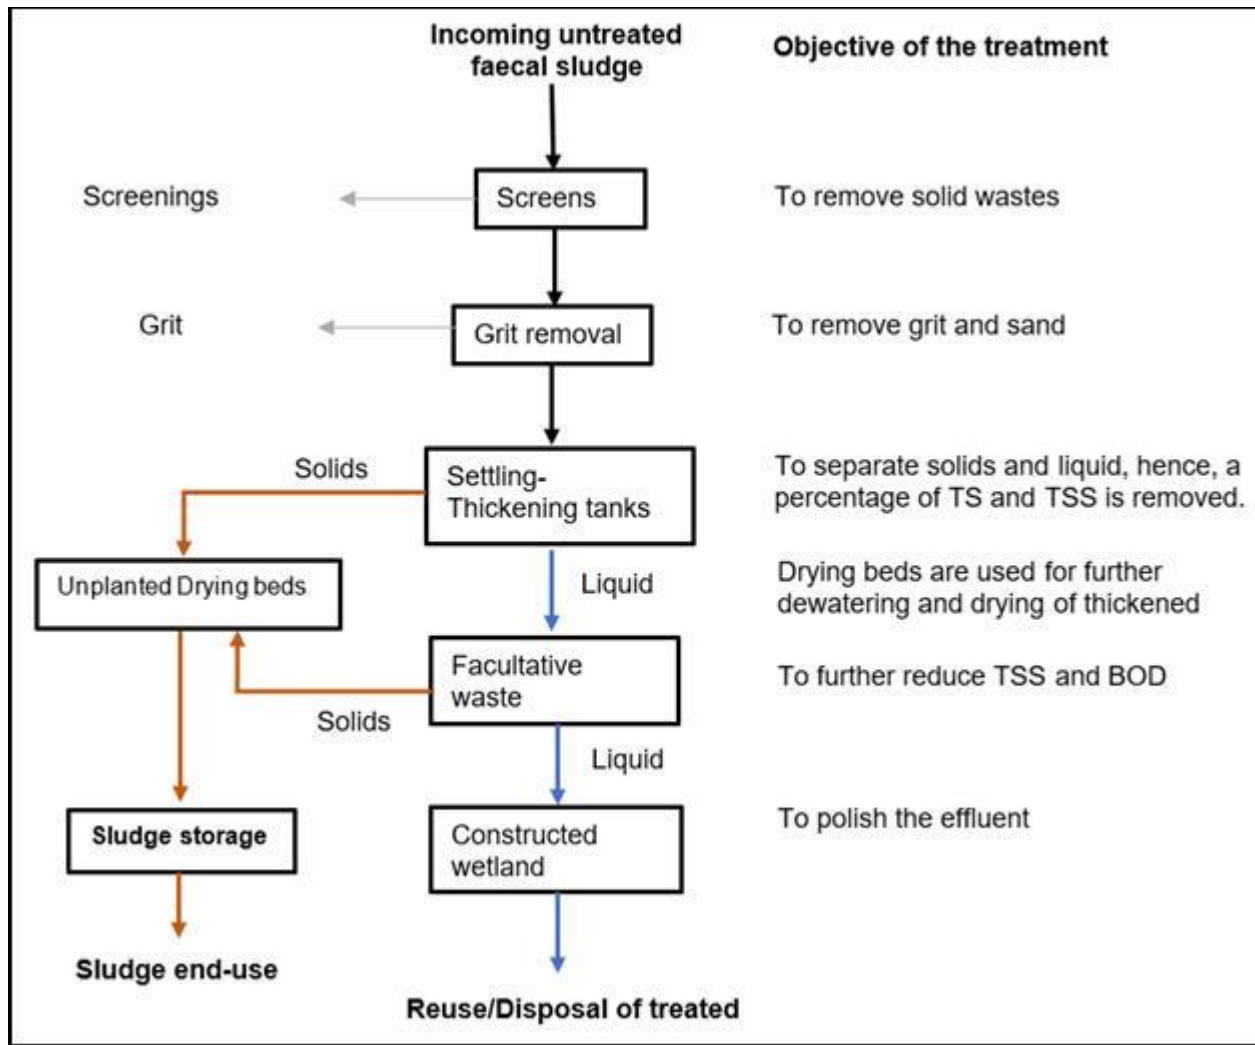 Incoming untreated
faecal sludge
Objective of the treatment
Screenings
Screens
To remove solid wastes
Grit
Grit removal
To remove grit and sand
Solids
Settling-
Thickening tanks
To separate solids and liquid, hence, a
percentage of TS and TSS is removed.
Unplanted Drying beds
Liquid
Drying beds are used for further
dewatering and drying of thickened
Facultative
waste
To further reduce TSS and BOD
Solids
Liquid
Sludge storage
Constructed
wetland
To polish the effluent
Sludge end-use
Reuse/Disposal of treated